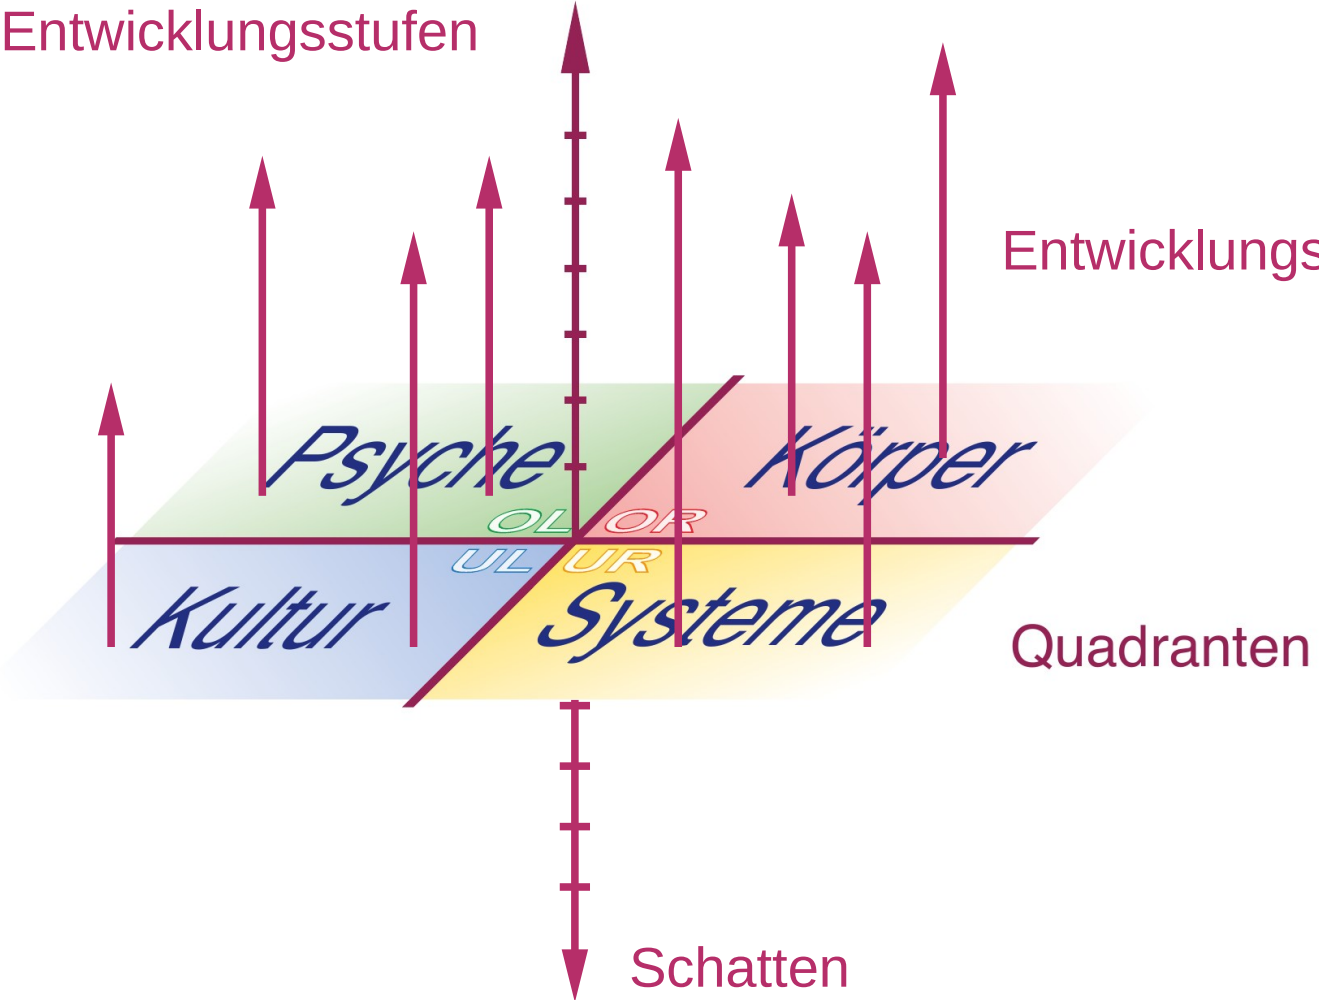 Entwicklungsstufen
Entwicklungs
Psyche
Körper
OL OR
UL UR
Kultur
Systeme
Quadranten
Schatten